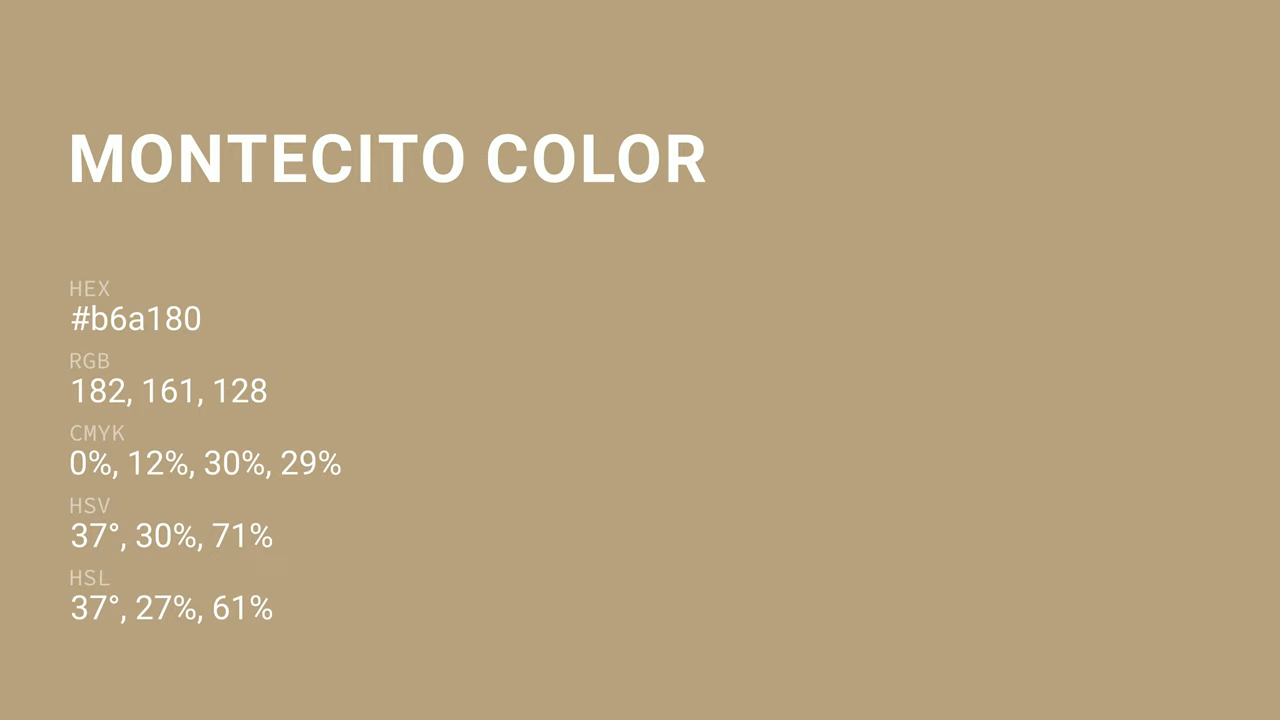 MONTECITO COLOR
HEX
#b6a180
RGB
182, 161, 128
CMYK
0%, 12%, 30%, 29%
HSV
37°, 30%, 71%
HSL
37°, 27%, 61%